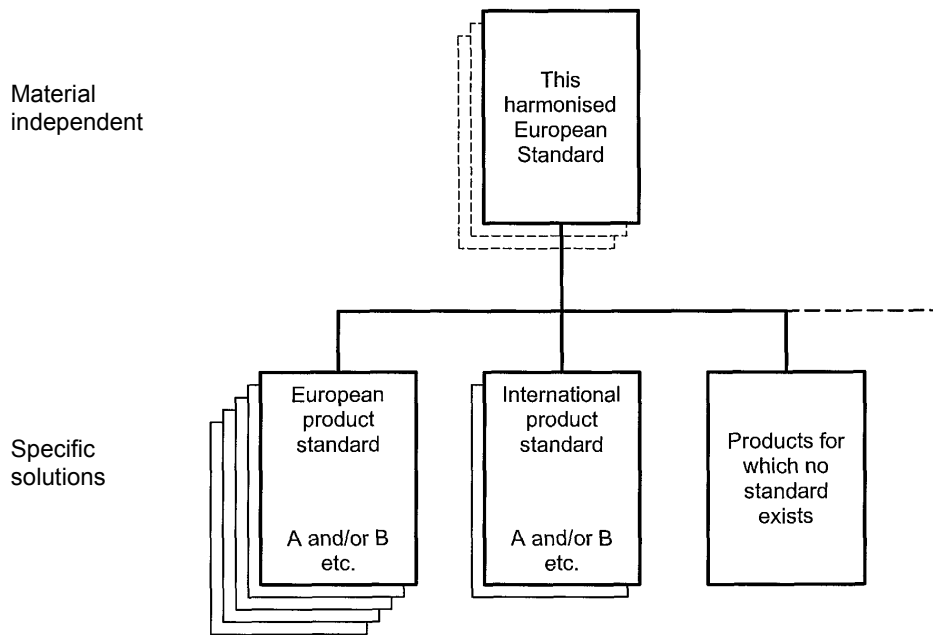 Material
independent
This
harmonised
European
Standard
Specific
solutions
European
product
standard
A and/or B
etc.
International
product
standard
A and/or B
etc.
Products for
which no
standard
exists